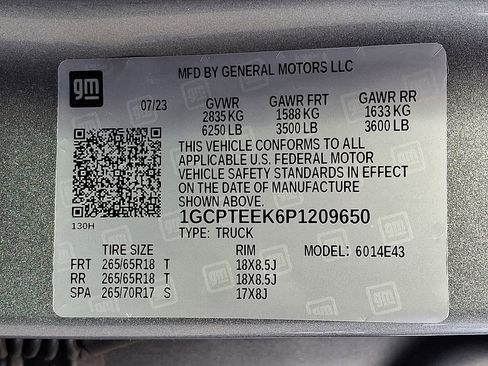 gm
MFD BY GENERAL MOTORS LLC
07/23 GVWR GAWR FRT GAWR RR
2835 KG 1588 KG 1633 KG
6250 LB 3500 LB 3600 LB
THIS VEHICLE CONFORMS TO ALL
APPLICABLE U.S. FEDERAL MOTOR
VEHICLE SAFETY STANDARDS IN EFFECT
ON THE DATE OF MANUFACTURE
SHOWN ABOVE.
1GCPTEEK6P1209650
TYPE: TRUCK
130H
TIRE SIZE RIM MODEL: 6014E43
FRT 265/65R18 T 18X8.5J
RR 265/65R18 T 18X8.5J
SPA 265/70R17 S 17X8J